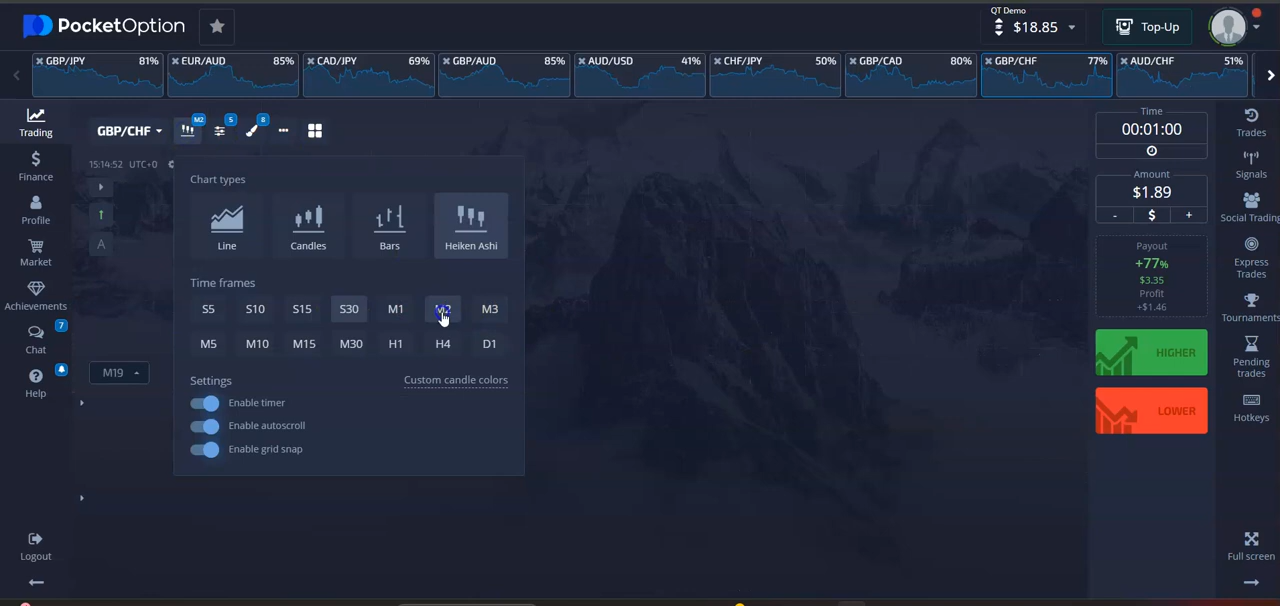 PocketOption
QT Demo
$18.85
Top-Up
GBP/JPY 81%
EUR/AUD 85%
CAD/JPY 69%
GBP/AUD 85%
AUD/USD 41%
CHF/JPY 50%
GBP/CAD 80%
GBP/CHF 77%
AUD/CHF 51%
Trading
Finance
Profile
Market
Achievements
7
Chat
Help
Logout
GBP/CHF
M2
5
8
15:14:52 UTC+0
A
M19
Chart types
Line
Candles
Bars
Heiken Ashi
Time frames
S5 S10 S15 S30 M1 M2 M3
M5 M10 M15 M30 H1 H4 D1
Settings
Custom candle colors
Enable timer
Enable autoscroll
Enable grid snap
Time
00:01:00
Amount
$1.89
- $ +
Payout
+77%
$3.35
Profit
+$1.46
HIGHER
LOWER
Trades
Signals
Social Trading
Express
Trades
Tournaments
Pending
trades
Hotkeys
Full screen